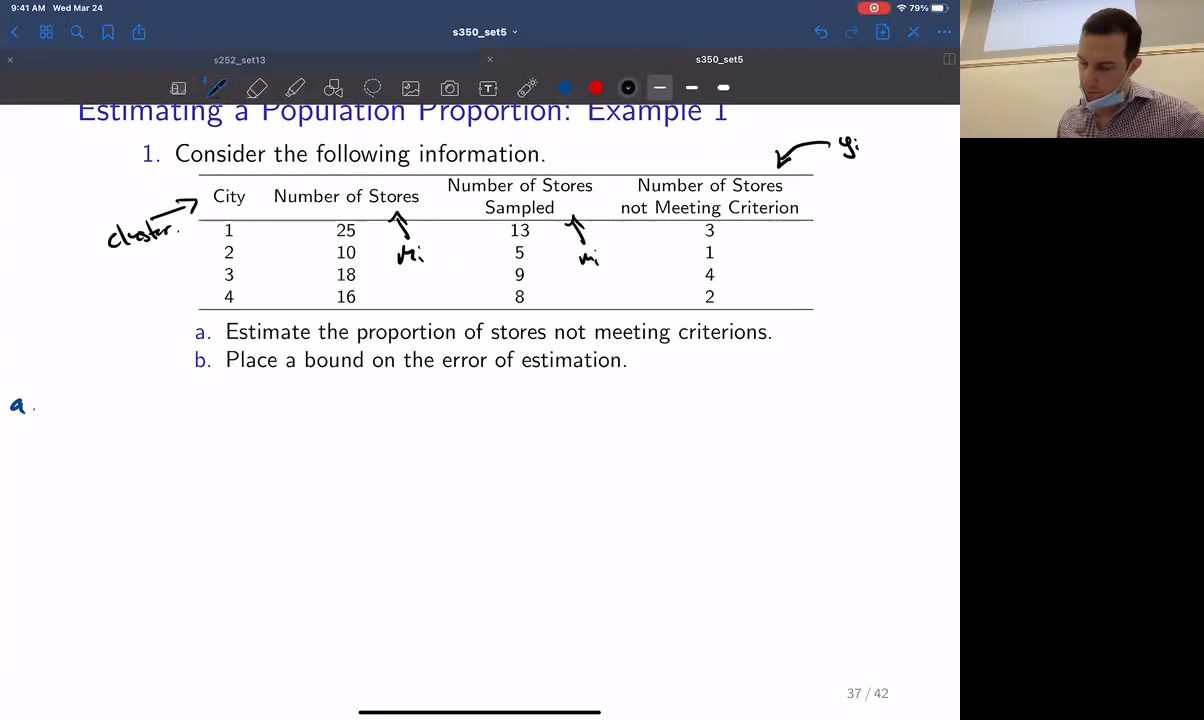 9:41 AM Wed Mar 24
79%
s350_set5
s252_set13
s350_set5
Estimating a Population Proportion: Example 1
1. Consider the following information.
yi
cluster.
City Number of Stores Number of Stores Sampled Number of Stores not Meeting Criterion
1 25 13 3
2 10 5 1
3 18 9 4
4 16 8 2
Mi
mi
a. Estimate the proportion of stores not meeting criterions.
b. Place a bound on the error of estimation.
a.
37 / 42